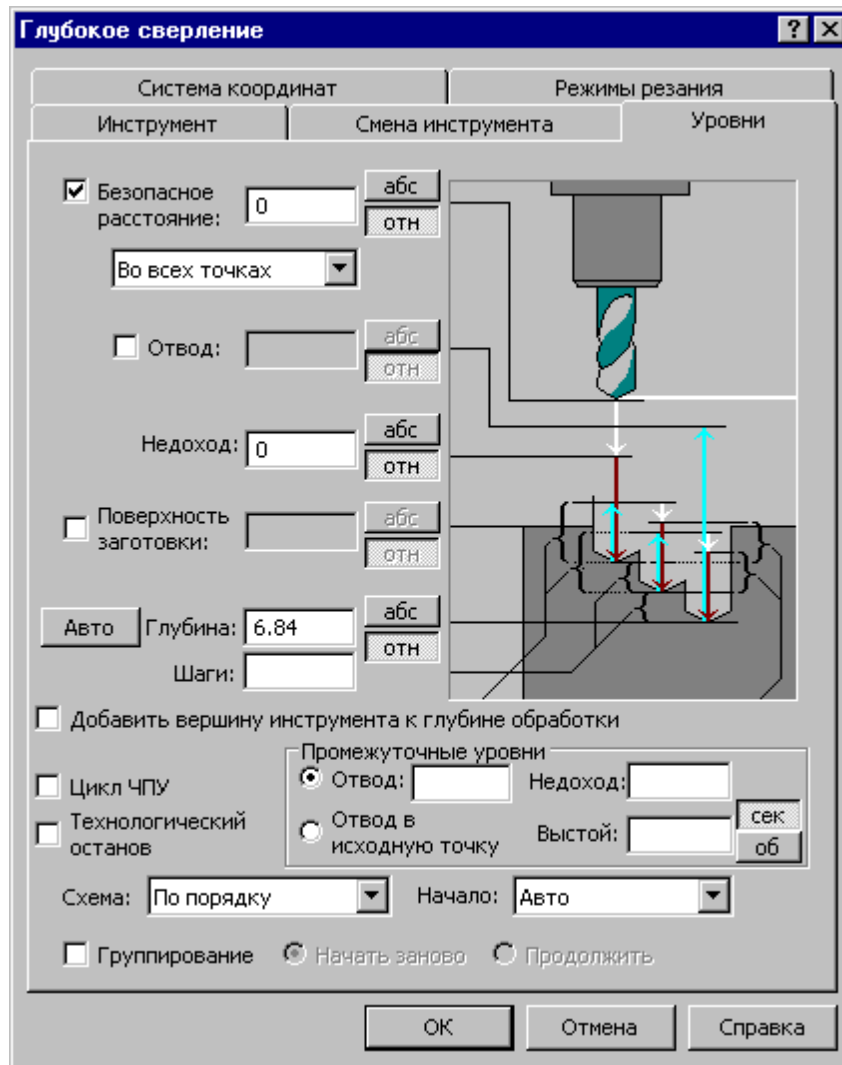 Глубокое сверление
Система координат
Режимы резания
Инструмент
Смена инструмента
Уровни
Безопасное
расстояние:
0
абс
отн
Во всех точках
Отвод:
абс
отн
Недоход:
0
абс
отн
Поверхность
заготовки:
абс
отн
Авто
Глубина:
6.84
абс
отн
Шаги:
Добавить вершину инструмента к глубине обработки
Цикл ЧПУ
Технологический
останов
Промежуточные уровни
Отвод:
Недоход:
Отвод в
исходную точку
Выстой:
сек
об
Схема:
По порядку
Начало:
Авто
Группирование
Начать заново
Продолжить
ОК
Отмена
Справка